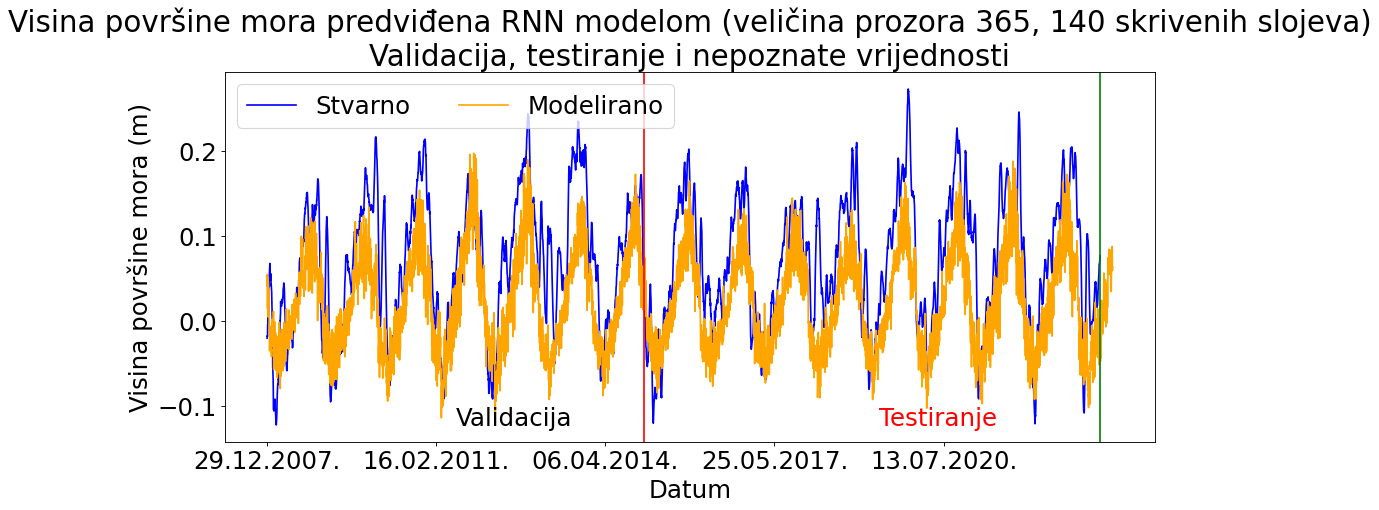 Visina površine mora predviđena RNN modelom (veličina prozora 365, 140 skrivenih slojeva)
Validacija, testiranje i nepoznate vrijednosti
Stvarno
Modelirano
Visina površine mora (m)
0.2
0.1
0.0
−0.1
Validacija
Testiranje
29.12.2007.
16.02.2011.
06.04.2014.
25.05.2017.
13.07.2020.
Datum